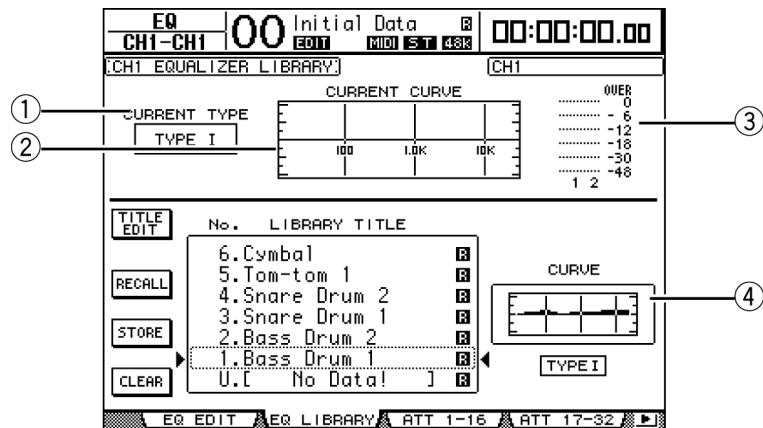 EQ
CH1-CH1
00
Initial Data R
EDIT MIDI ST 48K
00:00:00.00
CH1 EQUALIZER LIBRARY
CH1
1
CURRENT TYPE
TYPE I
2
CURRENT CURVE
100 1.0K 10K
OVER
0
-6
-12
-18
-30
-48
1 2
3
TITLE
EDIT
RECALL
STORE
CLEAR
No. LIBRARY TITLE
6.Cymbal R
5.Tom-tom 1 R
4.Snare Drum 2 R
3.Snare Drum 1 R
2.Bass Drum 2 R
1.Bass Drum 1 R
U.[ No Data! ] R
CURVE
4
TYPE I
EQ EDIT EQ LIBRARY ATT 1-16 ATT 17-32